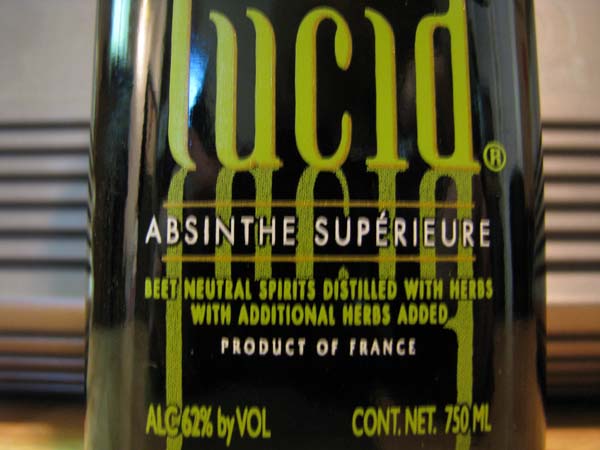 lucid®
ABSINTHE SUPÉRIEURE
BEET NEUTRAL SPIRITS DISTILLED WITH HERBS
WITH ADDITIONAL HERBS ADDED
PRODUCT OF FRANCE
ALC 62% by VOL CONT. NET. 750 ML